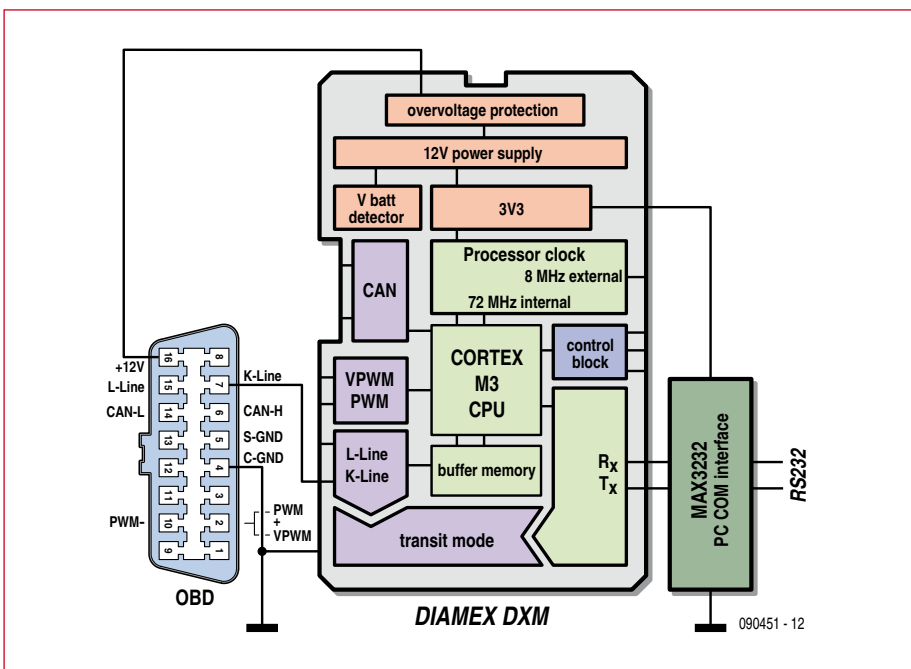 overvoltage protection
12V power supply
V batt
detector
3V3
Processor clock
8 MHz external
72 MHz internal
CAN
CORTEX
M3
CPU
control
block
VPWM
PWM
L-Line
K-Line
buffer memory
Rx
Tx
transit mode
MAX3232
PC COM interface
RS232
+12V
L-Line
CAN-L
PWM-
16
15
14
13
12
11
10
9
8
7
6
5
4
3
2
1
K-Line
CAN-H
S-GND
C-GND
PWM
+
VPWM
OBD
DIAMEX DXM
090451 - 12